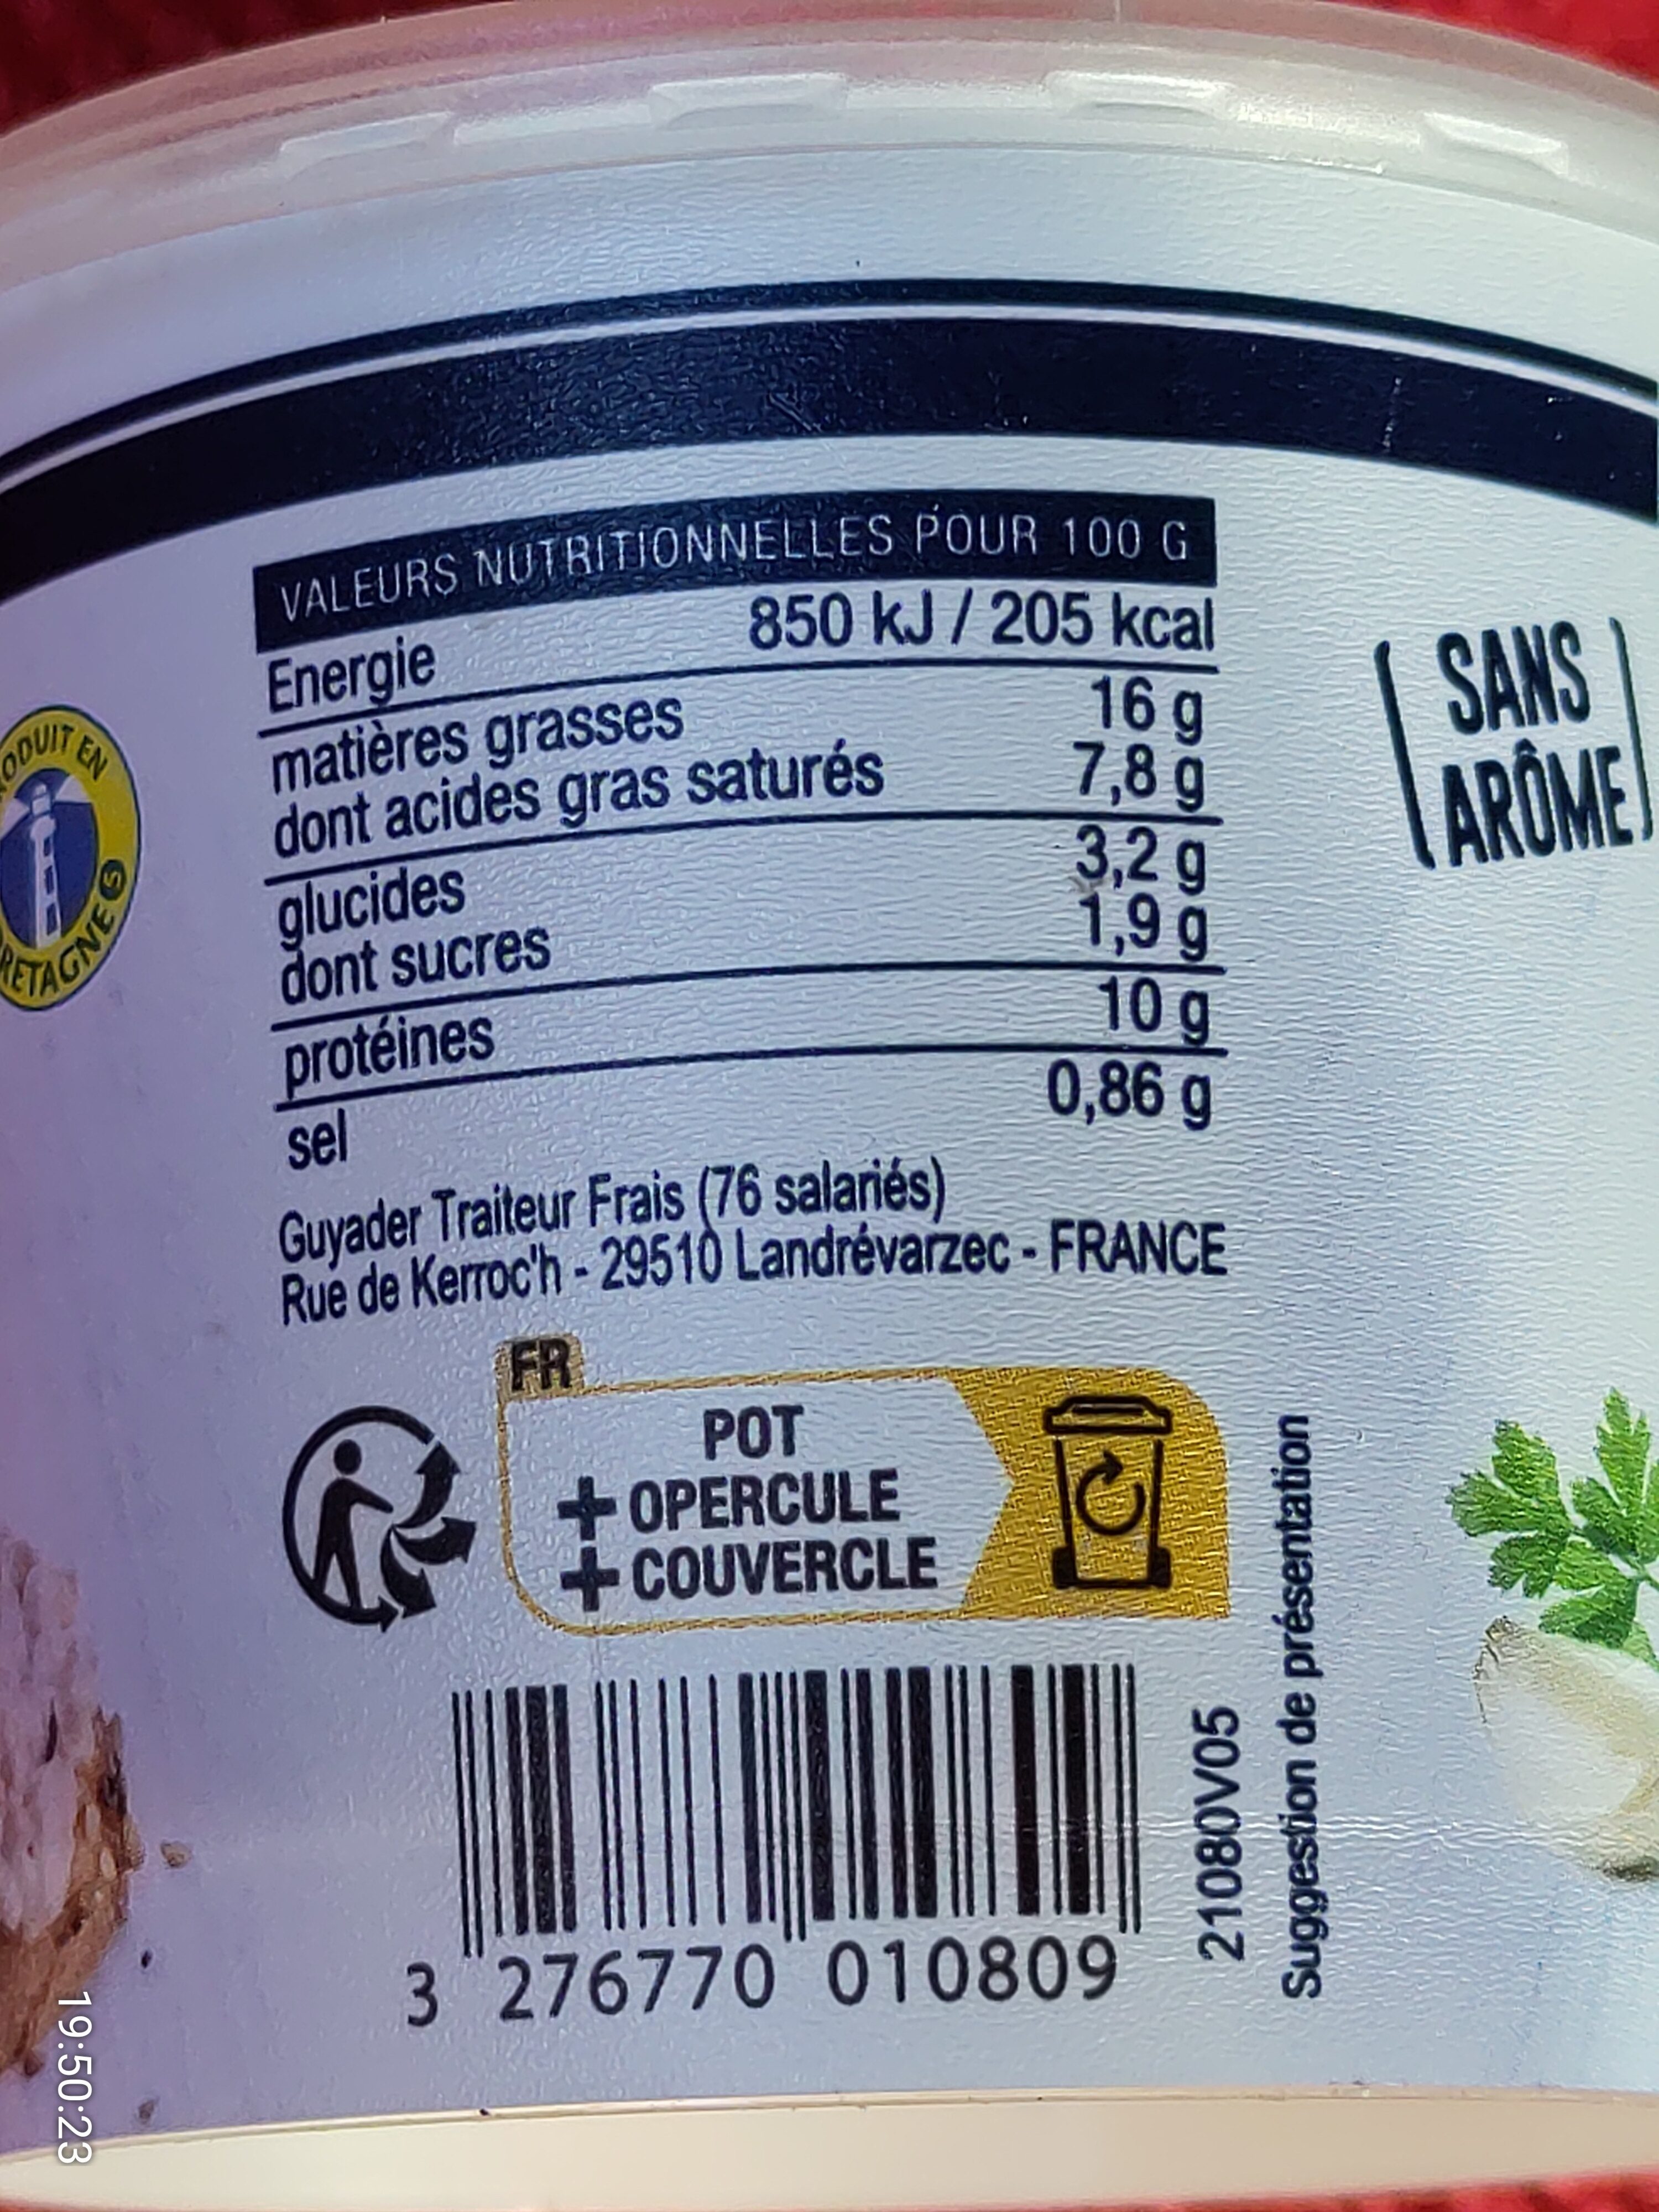 VALEURS NUTRITIONNELLES POUR 100 G
Energie 850 kJ / 205 kcal
matières grasses 16 g
dont acides gras saturés 7,8 g
glucides 3,2 g
dont sucres 1,9 g
protéines 10 g
sel 0,86 g
Guyader Traiteur Frais (76 salariés)
Rue de Kerroc'h - 29510 Landrévarzec - FRANCE
FR
POT
+ OPERCULE
+ COUVERCLE
3 276770 010809
21080V05
Suggestion de présentation
SANS
ARÔME
EN
19:50:23